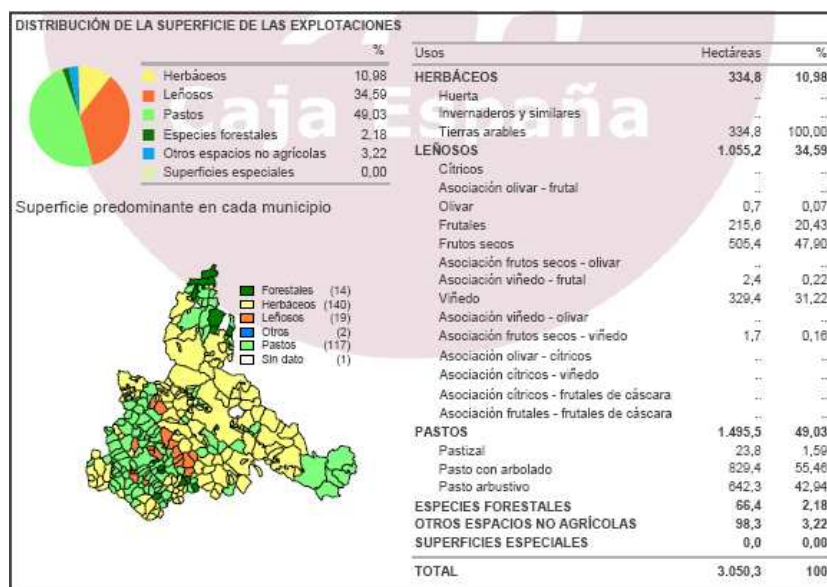 DISTRIBUCIÓN DE LA SUPERFICIE DE LAS EXPLOTACIONES
%
Herbáceos 10,98
Leñosos 34,59
Pastos 49,03
Especies forestales 2,18
Otros espacios no agrícolas 3,22
Superficies especiales 0,00
Caja España
Superficie predominante en cada municipio
Forestales (14)
Herbáceos (140)
Leñosos (19)
Otros (2)
Pastos (117)
Sin dato (1)
Usos Hectáreas %
HERBÁCEOS 334,8 10,98
Huerta .. ..
Invernaderos y similares .. ..
Tierras arables 334,8 100,00
LEÑOSOS 1.055,2 34,59
Cítricos .. ..
Asociación olivar - frutal .. ..
Olivar 0,7 0,07
Frutales 215,6 20,43
Frutos secos 505,4 47,90
Asociación frutos secos - olivar .. ..
Asociación viñedo - frutal 2,4 0,22
Viñedo 329,4 31,22
Asociación viñedo - olivar .. ..
Asociación frutos secos - viñedo 1,7 0,16
Asociación olivar - cítricos .. ..
Asociación cítricos - viñedo .. ..
Asociación cítricos - frutales de cáscara .. ..
Asociación frutales - frutales de cáscara .. ..
PASTOS 1.495,5 49,03
Pastizal 23,8 1,59
Pasto con arbolado 829,4 55,46
Pasto arbustivo 642,3 42,94
ESPECIES FORESTALES 66,4 2,18
OTROS ESPACIOS NO AGRÍCOLAS 98,3 3,22
SUPERFICIES ESPECIALES 0,0 0,00
TOTAL 3.050,3 100